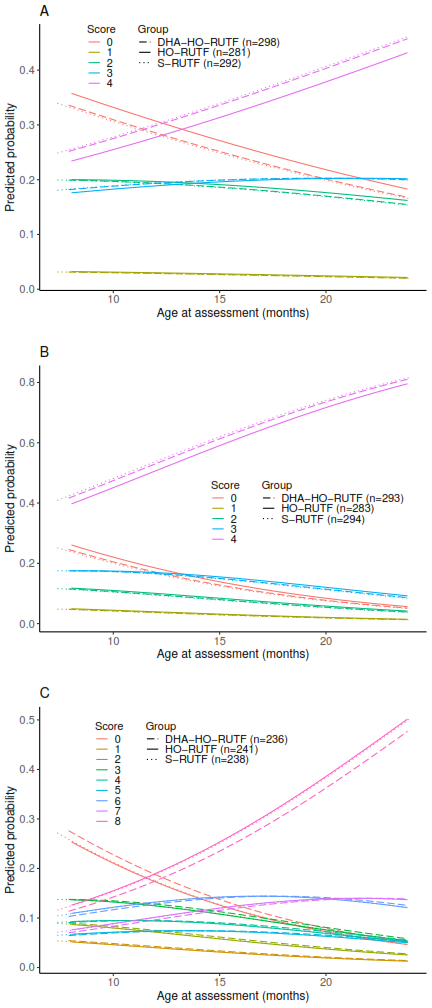 A
Score
Group
0
1
2
3
4
DHA-HO-RUTF (n=298)
HO-RUTF (n=281)
S-RUTF (n=292)
0.4
0.3
0.2
0.1
0.0
Predicted probability
10
15
20
Age at assessment (months)
B
0.8
0.6
0.4
0.2
0.0
Predicted probability
Score
Group
0
1
2
3
4
DHA-HO-RUTF (n=293)
HO-RUTF (n=283)
S-RUTF (n=294)
10
15
20
Age at assessment (months)
C
Score
Group
0
1
2
3
4
5
6
7
8
DHA-HO-RUTF (n=236)
HO-RUTF (n=241)
S-RUTF (n=238)
0.5
0.4
0.3
0.2
0.1
0.0
Predicted probability
10
15
20
Age at assessment (months)